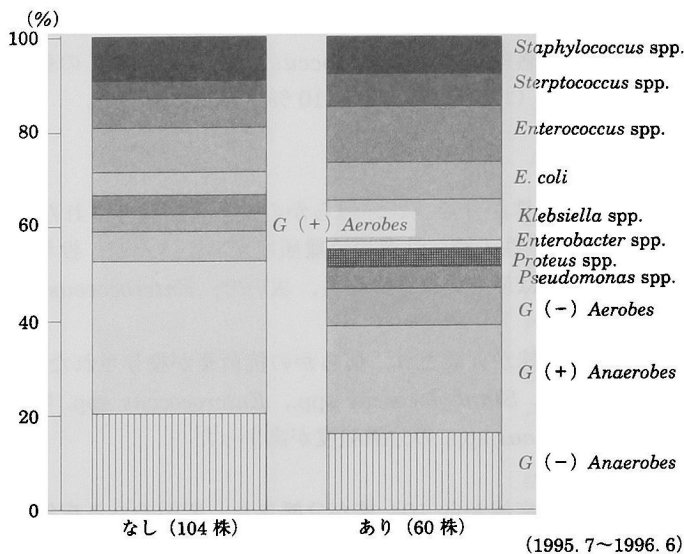 (%)
100
80
60
40
20
0
Staphylococcus spp.
Sterptococcus spp.
Enterococcus spp.
E. coli
Klebsiella spp.
G (+) Aerobes
Enterobacter spp.
Proteus spp.
Pseudomonas spp.
G (−) Aerobes
G (+) Anaerobes
G (−) Anaerobes
なし (104 株)
あり (60 株)
(1995. 7〜1996. 6)